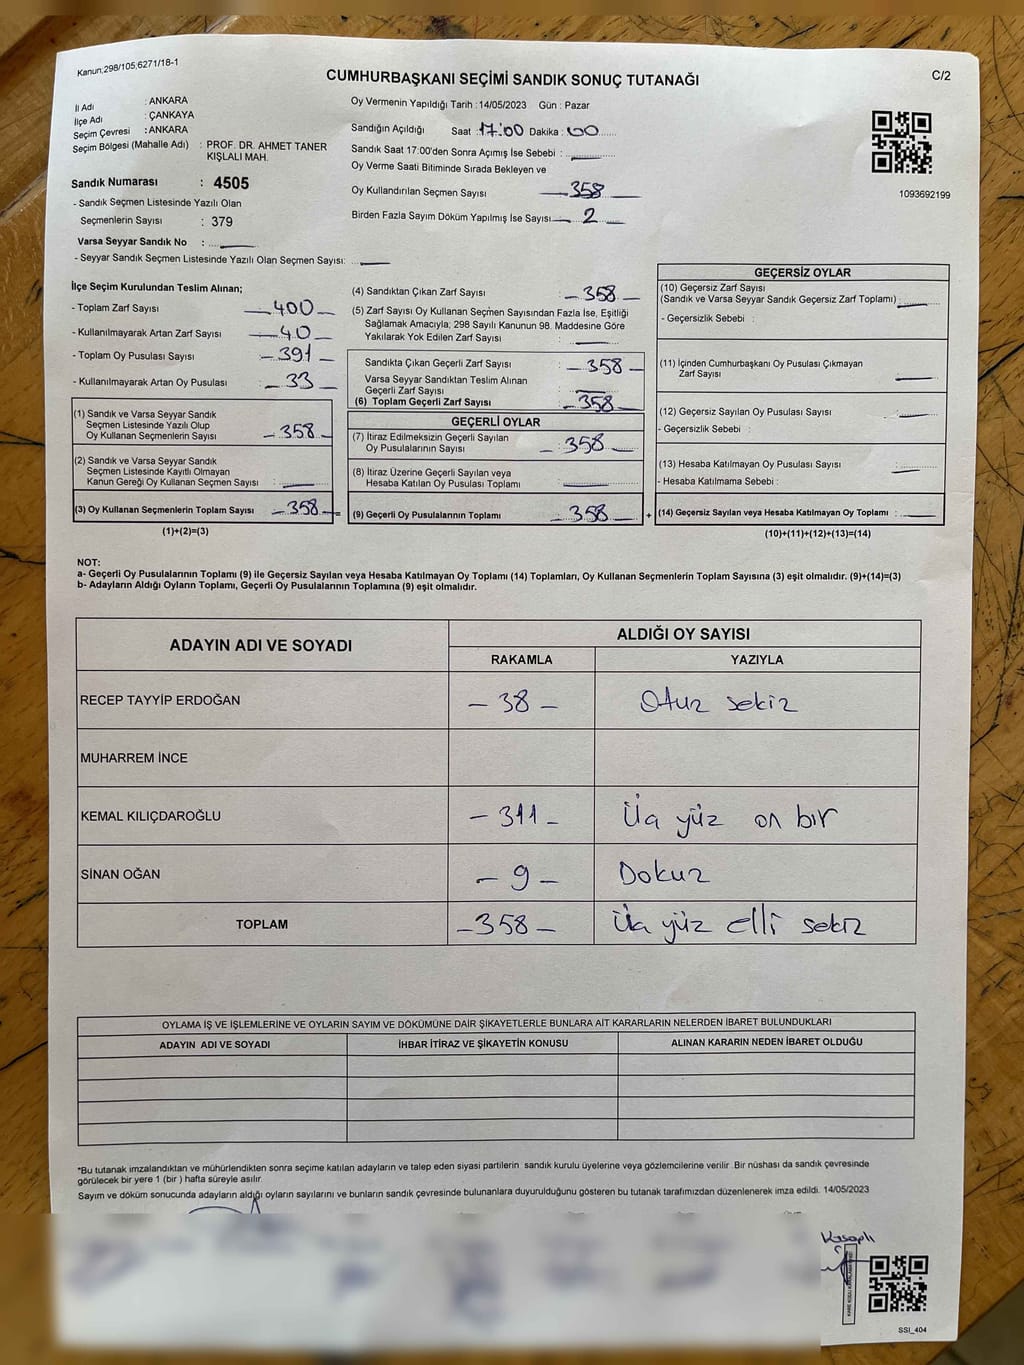 Kanun;298/105;6271/18-1
CUMHURBAŞKANI SEÇİMİ SANDIK SONUÇ TUTANAĞI
C/2
İl Adı : ANKARA
İlçe Adı : ÇANKAYA
Seçim Çevresi : ANKARA
Seçim Bölgesi (Mahalle Adı) : PROF. DR. AHMET TANER
KIŞLALI MAH.
Sandık Numarası : 4505
- Sandık Seçmen Listesinde Yazılı Olan
Seçmenlerin Sayısı : 379
Varsa Seyyar Sandık No :
- Seyyar Sandık Seçmen Listesinde Yazılı Olan Seçmen Sayısı:
Oy Vermenin Yapıldığı Tarih :14/05/2023 Gün : Pazar
Sandığın Açıldığı Saat :17:00 Dakika : 00
Sandık Saat 17:00'den Sonra Açımış İse Sebebi :
Oy Verme Saati Bitiminde Sırada Bekleyen ve
Oy Kullandırılan Seçmen Sayısı 358
Birden Fazla Sayım Döküm Yapılmış İse Sayısı 2
1093692199
İlçe Seçim Kurulundan Teslim Alınan;
- Toplam Zarf Sayısı 400
- Kullanılmayarak Artan Zarf Sayısı 40
- Toplam Oy Pusulası Sayısı 391
- Kullanılmayarak Artan Oy Pusulası 33
(1) Sandık ve Varsa Seyyar Sandık
Seçmen Listesinde Yazılı Olup
Oy Kullanan Seçmenlerin Sayısı 358
(2) Sandık ve Varsa Seyyar Sandık
Seçmen Listesinde Kayıtlı Olmayan
Kanun Gereği Oy Kullanan Seçmen Sayısı :
(3) Oy Kullanan Seçmenlerin Toplam Sayısı 358
(1)+(2)=(3)
=
(4) Sandıktan Çıkan Zarf Sayısı : 358
(5) Zarf Sayısı Oy Kullanan Seçmen Sayısından Fazla İse, Eşitliği
Sağlamak Amacıyla; 298 Sayılı Kanunun 98. Maddesine Göre
Yakılarak Yok Edilen Zarf Sayısı :
Sandıkta Çıkan Geçerli Zarf Sayısı : 358
Varsa Seyyar Sandıktan Teslim Alınan
Geçerli Zarf Sayısı :
(6) Toplam Geçerli Zarf Sayısı : 358
GEÇERLİ OYLAR
(7) İtiraz Edilmeksizin Geçerli Sayılan
Oy Pusulalarının Sayısı : 358
(8) İtiraz Üzerine Geçerli Sayılan veya
Hesaba Katılan Oy Pusulası Toplamı :
(9) Geçerli Oy Pusulalarının Toplamı : 358
+
GEÇERSİZ OYLAR
(10) Geçersiz Zarf Sayısı
(Sandık ve Varsa Seyyar Sandık Geçersiz Zarf Toplamı)
- Geçersizlik Sebebi :
(11) İçinden Cumhurbaşkanı Oy Pusulası Çıkmayan
Zarf Sayısı
(12) Geçersiz Sayılan Oy Pusulası Sayısı
- Geçersizlik Sebebi :
(13) Hesaba Katılmayan Oy Pusulası Sayısı
- Hesaba Katılmama Sebebi :
(14) Geçersiz Sayılan veya Hesaba Katılmayan Oy Toplamı :
(10)+(11)+(12)+(13)=(14)
NOT:
a- Geçerli Oy Pusulalarının Toplamı (9) ile Geçersiz Sayılan veya Hesaba Katılmayan Oy Toplamı (14) Toplamları, Oy Kullanan Seçmenlerin Toplam Sayısına (3) eşit olmalıdır. (9)+(14)=(3)
b- Adayların Aldığı Oyların Toplamı, Geçerli Oy Pusulalarının Toplamına (9) eşit olmalıdır.
ADAYIN ADI VE SOYADI
ALDIĞI OY SAYISI
RAKAMLA YAZIYLA
RECEP TAYYİP ERDOĞAN - 38 - Otuz sekiz
MUHARREM İNCE
KEMAL KILIÇDAROĞLU - 311 - Üç yüz on bir
SİNAN OĞAN - 9 - Dokuz
TOPLAM - 358 - Üç yüz elli sekiz
OYLAMA İŞ VE İŞLEMLERİNE VE OYLARIN SAYIM VE DÖKÜMÜNE DAİR ŞİKAYETLERLE BUNLARA AİT KARARLARIN NELERDEN İBARET BULUNDUKLARI
ADAYIN ADI VE SOYADI İHBAR İTİRAZ VE ŞİKAYETİN KONUSU ALINAN KARARIN NEDEN İBARET OLDUĞU
*Bu tutanak imzalandıktan ve mühürlendikten sonra seçime katılan adayların ve talep eden siyasi partilerin sandık kurulu üyelerine veya gözlemcilerine verilir. Bir nüshası da sandık çevresinde
görülecek bir yere 1 (bir ) hafta süreyle asılır.
Sayım ve döküm sonucunda adayların aldığı oyların sayılarını ve bunların sandık çevresinde bulunanlara duyurulduğunu gösteren bu tutanak tarafımızdan düzenlenerek imza edildi. 14/05/2023
Kasaplı
SSI_404